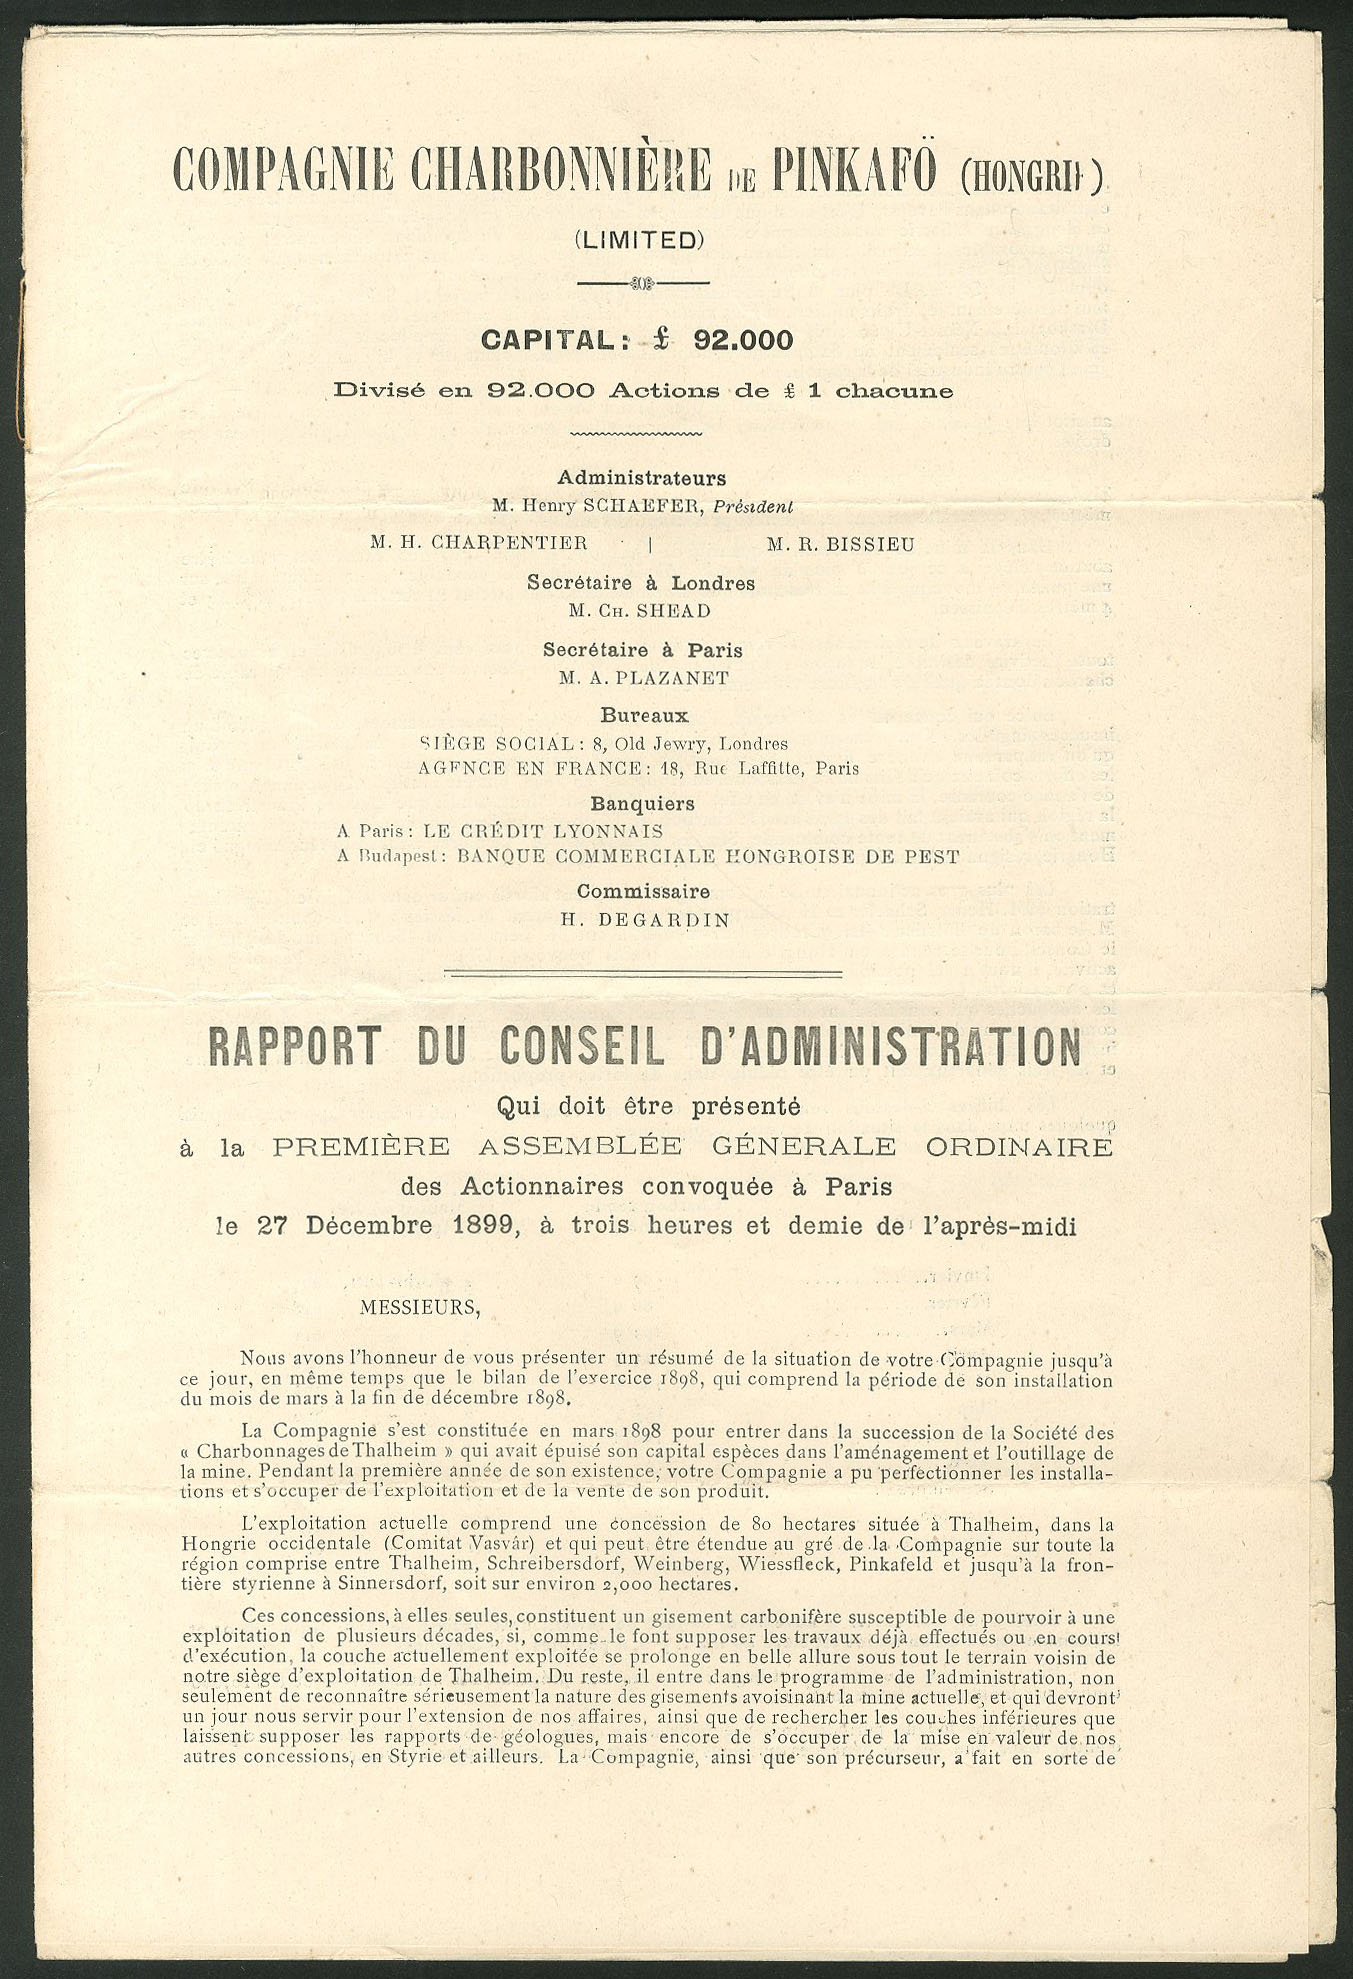 COMPAGNIE CHARBONNIÈRE DE PINKAFÖ (HONGRIE)
(LIMITED)
CAPITAL: £ 92.000
Divisé en 92.000 Actions de £ 1 chacune
Administrateurs
M. Henry SCHAEFER, Président
M. H. CHARPENTIER | M. R. BISSIEU
Secrétaire à Londres
M. CH. SHEAD
Secrétaire à Paris
M. A. PLAZANET
Bureaux
SIÈGE SOCIAL: 8, Old Jewry, Londres
AGENCE EN FRANCE: 18, Rue Laffitte, Paris
Banquiers
A Paris: LE CRÉDIT LYONNAIS
A Budapest: BANQUE COMMERCIALE HONGROISE DE PEST
Commissaire
H. DEGARDIN
RAPPORT DU CONSEIL D'ADMINISTRATION
Qui doit être présenté
à la PREMIÈRE ASSEMBLÉE GÉNERALE ORDINAIRE
des Actionnaires convoquée à Paris
le 27 Décembre 1899, à trois heures et demie de l'après-midi
MESSIEURS,
Nous avons l'honneur de vous présenter un résumé de la situation de votre Compagnie jusqu'à
ce jour, en même temps que le bilan de l'exercice 1898, qui comprend la période de son installation
du mois de mars à la fin de décembre 1898.
La Compagnie s'est constituée en mars 1898 pour entrer dans la succession de la Société des
« Charbonnages de Thalheim » qui avait épuisé son capital espèces dans l'aménagement et l'outillage de
la mine. Pendant la première année de son existence, votre Compagnie a pu perfectionner les installa-
tions et s'occuper de l'exploitation et de la vente de son produit.
L'exploitation actuelle comprend une concession de 80 hectares située à Thalheim, dans la
Hongrie occidentale (Comitat Vasvár) et qui peut être étendue au gré de la Compagnie sur toute la
région comprise entre Thalheim, Schreibersdorf, Weinberg, Wiessfleck, Pinkafeld et jusqu'à la fron-
tière styrienne à Sinnersdorf, soit sur environ 2,000 hectares.
Ces concessions, à elles seules, constituent un gisement carbonifère susceptible de pourvoir à une
exploitation de plusieurs décades, si, comme le font supposer les travaux déjà effectués ou en cours
d'exécution, la couche actuellement exploitée se prolonge en belle allure sous tout le terrain voisin de
notre siège d'exploitation de Thalheim. Du reste, il entre dans le programme de l'administration, non
seulement de reconnaître sérieusement la nature des gisements avoisinant la mine actuelle, et qui devront
un jour nous servir pour l'extension de nos affaires, ainsi que de rechercher les couches inférieures que
laissent supposer les rapports de géologues, mais encore de s'occuper de la mise en valeur de nos
autres concessions, en Styrie et ailleurs. La Compagnie, ainsi que son précurseur, a fait en sorte de